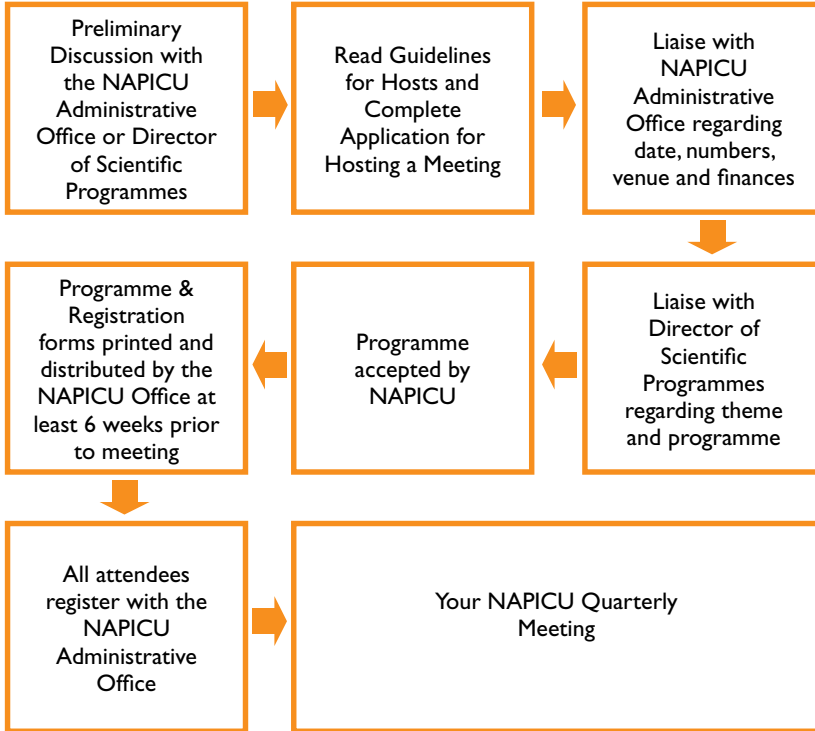 Preliminary
Discussion with
the NAPICU
Administrative
Office or Director
of Scientific
Programmes
Read Guidelines
for Hosts and
Complete
Application for
Hosting a Meeting
Liaise with
NAPICU
Administrative
Office regarding
date, numbers,
venue and finances
Liaise with
Director of
Scientific
Programmes
regarding theme
and programme
Programme
accepted by
NAPICU
Programme &
Registration
forms printed and
distributed by the
NAPICU Office at
least 6 weeks prior
to meeting
All attendees
register with the
NAPICU
Administrative
Office
Your NAPICU Quarterly
Meeting